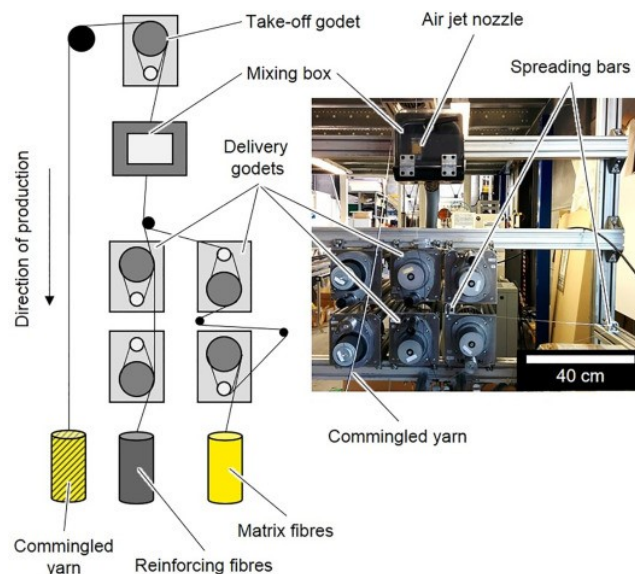 Take-off godet
Air jet nozzle
Mixing box
Spreading bars
Delivery
godets
Direction of production
40 cm
Commingled yarn
Matrix fibres
Commingled
yarn
Reinforcing fibres